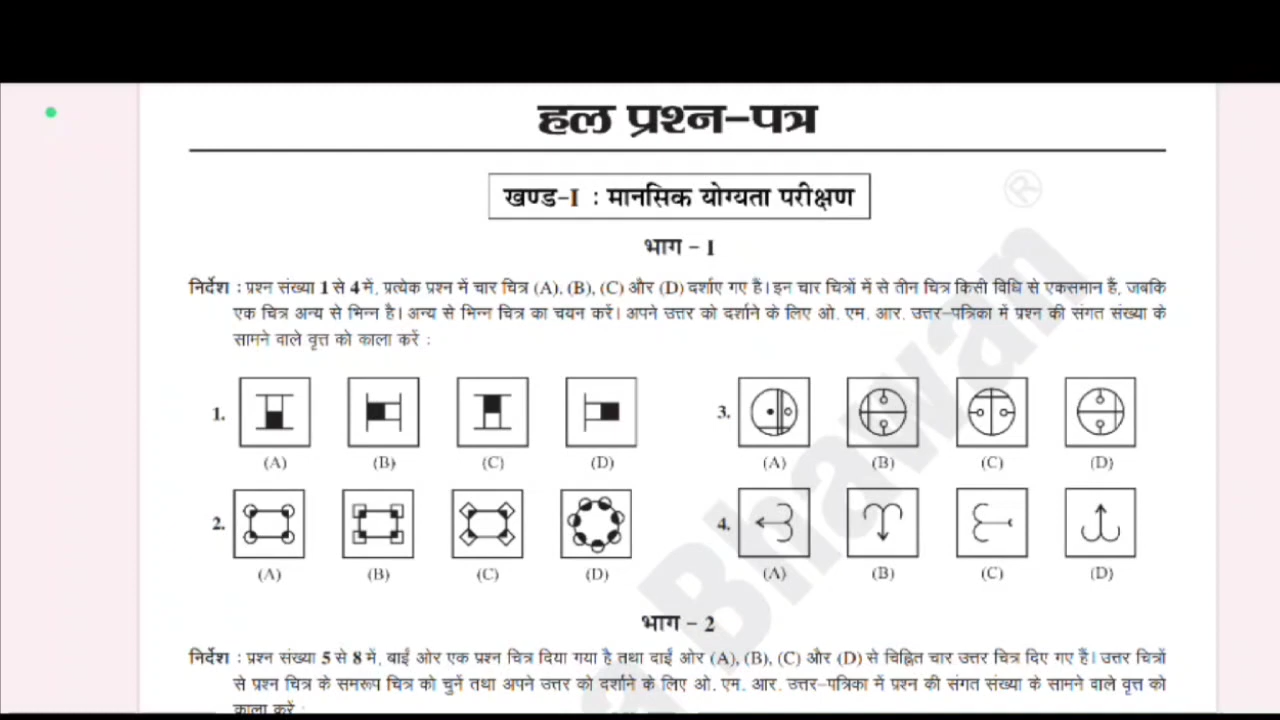 हल प्रश्न-पत्र
®
खण्ड-I : मानसिक योग्यता परीक्षण
भाग - 1
निर्देश : प्रश्न संख्या 1 से 4 में, प्रत्येक प्रश्न में चार चित्र (A), (B), (C) और (D) दर्शाए गए हैं। इन चार चित्रों में से तीन चित्र किसी विधि से एकसमान हैं, जबकि
एक चित्र अन्य से भिन्न है। अन्य से भिन्न चित्र का चयन करें। अपने उत्तर को दर्शाने के लिए ओ. एम. आर. उत्तर-पत्रिका में प्रश्न की संगत संख्या के
सामने वाले वृत्त को काला करें :
1. (A) (B) (C) (D)
2. (A) (B) (C) (D)
3. (A) (B) (C) (D)
4. (A) (B) (C) (D)
भाग - 2
निर्देश : प्रश्न संख्या 5 से 8 में, बाईं ओर एक प्रश्न चित्र दिया गया है तथा दाईं ओर (A), (B), (C) और (D) से चिह्नित चार उत्तर चित्र दिए गए हैं। उत्तर चित्रों
से प्रश्न चित्र के समरूप चित्र को चुनें तथा अपने उत्तर को दर्शाने के लिए ओ. एम. आर. उत्तर-पत्रिका में प्रश्न की संगत संख्या के सामने वाले वृत्त को
काला करें :
a Bhawan